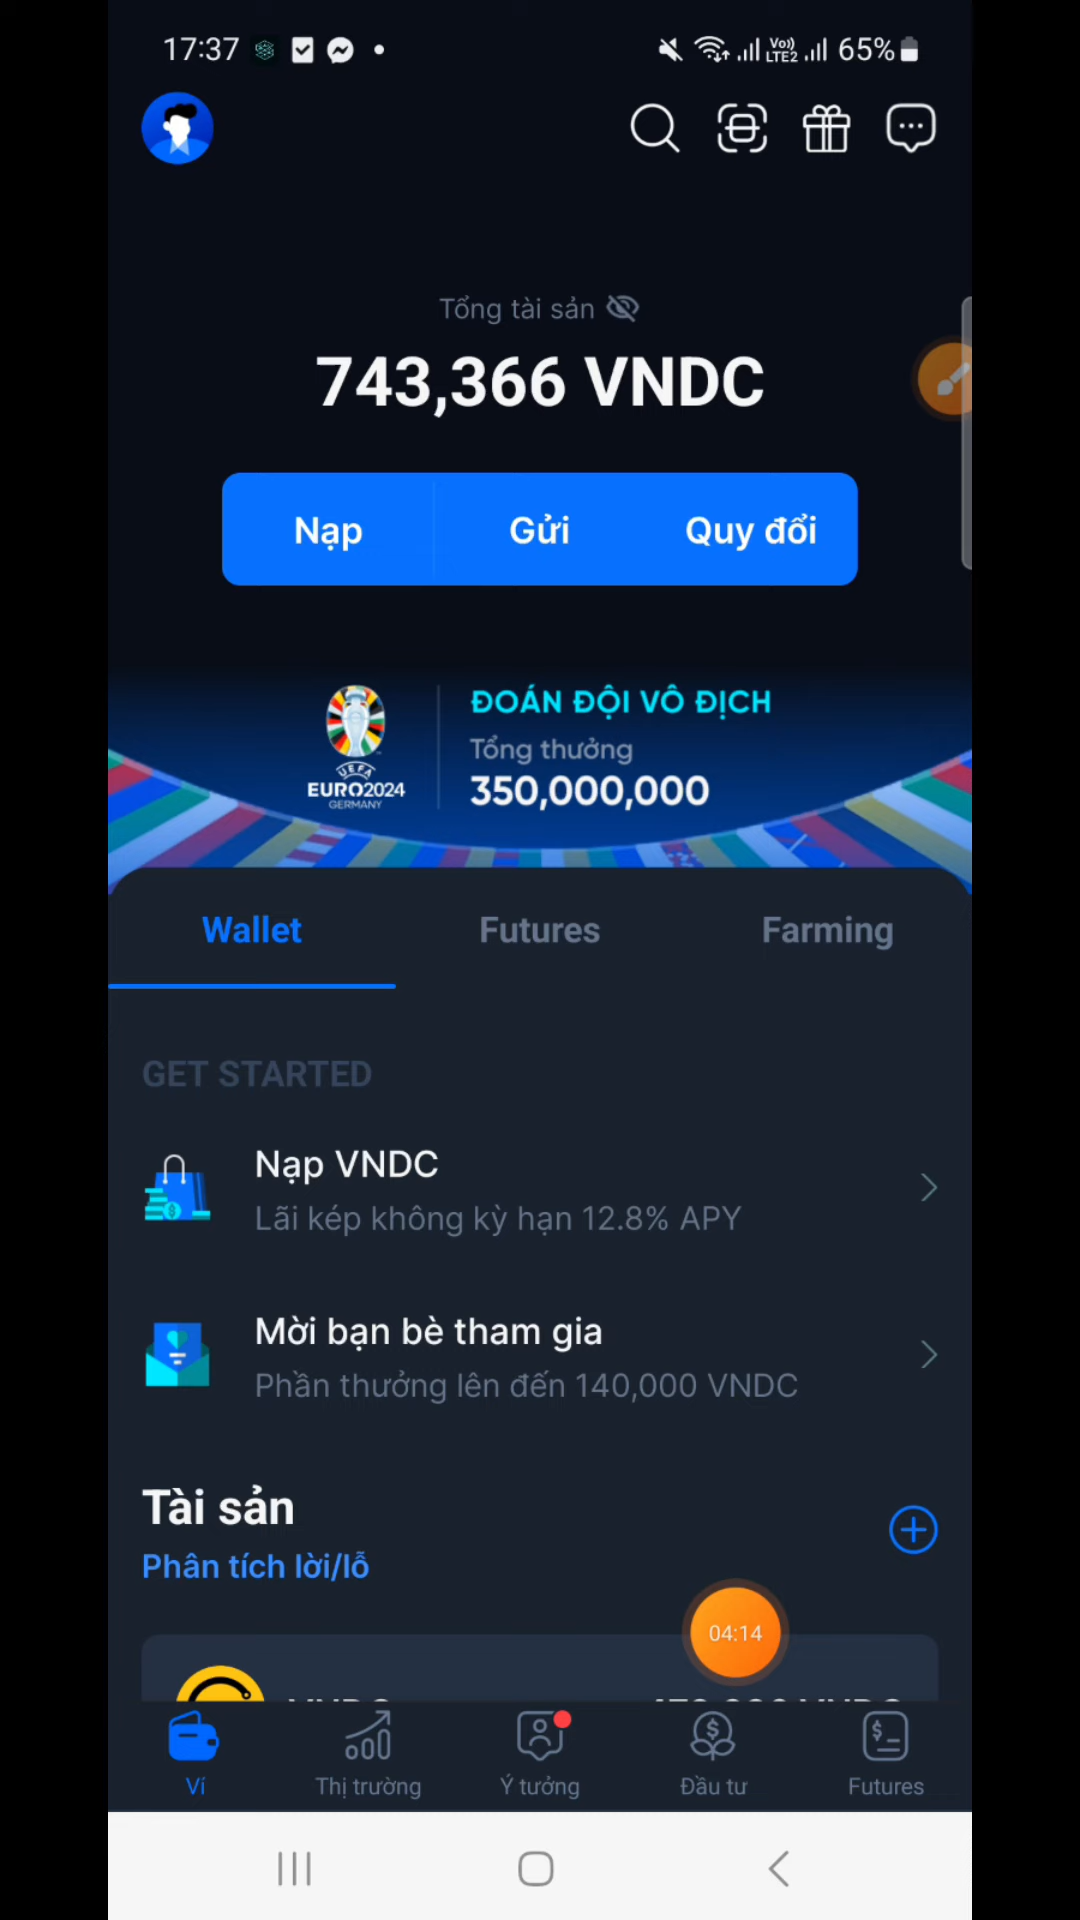 17:37
Vo)) LTE2 65%
Tổng tài sản
743,366 VNDC
Nạp Gửi Quy đổi
ĐOÁN ĐỘI VÔ ĐỊCH
Tổng thưởng
350,000,000
UEFA
EURO2024
GERMANY
Wallet Futures Farming
GET STARTED
Nạp VNDC
Lãi kép không kỳ hạn 12.8% APY
Mời bạn bè tham gia
Phần thưởng lên đến 140,000 VNDC
Tài sản
Phân tích lời/lỗ
04:14
Ví Thị trường Ý tưởng Đầu tư Futures